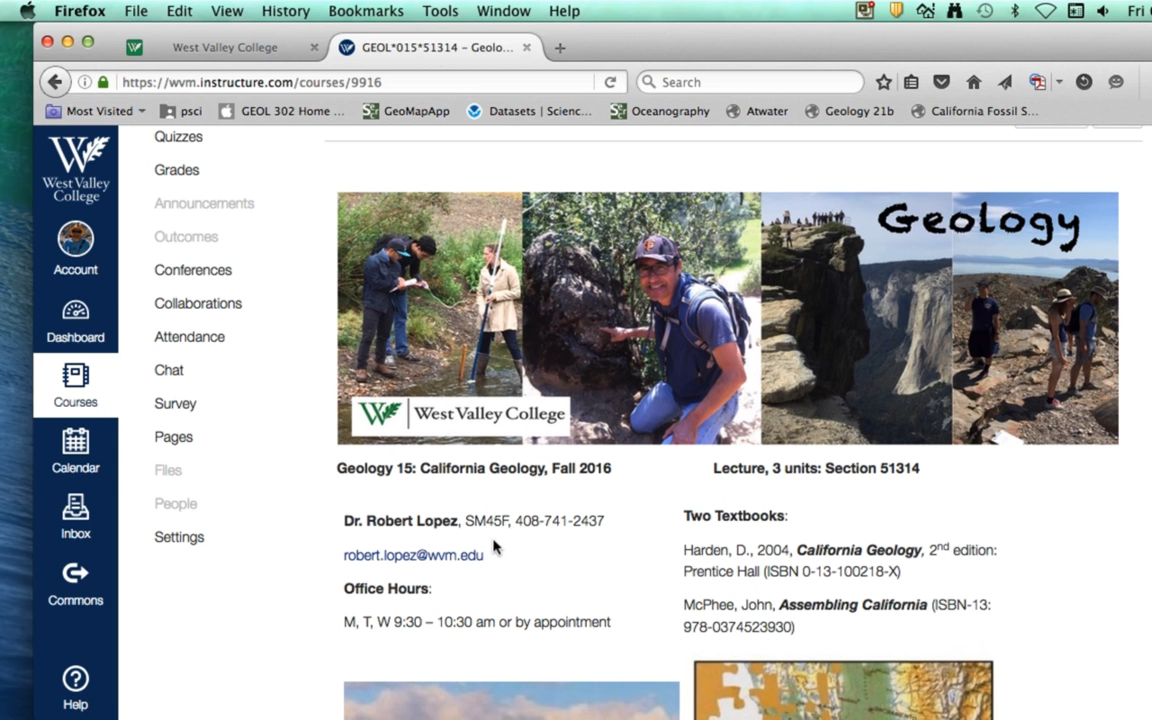 Firefox File Edit View History Bookmarks Tools Window Help Fri
West Valley College × GEOL*015*51314 – Geolo... × +
https://wvm.instructure.com/courses/9916 Search
Most Visited psci GEOL 302 Home ... GeoMapApp Datasets | Scienc... Oceanography Atwater Geology 21b California Fossil S...
West Valley College
Account
Dashboard
Courses
Calendar
Inbox
Commons
Help
Quizzes
Grades
Announcements
Outcomes
Conferences
Collaborations
Attendance
Chat
Survey
Pages
Files
People
Settings
Geology
West Valley College
Geology 15: California Geology, Fall 2016
Lecture, 3 units: Section 51314
Dr. Robert Lopez, SM45F, 408-741-2437
robert.lopez@wvm.edu
Office Hours:
M, T, W 9:30 – 10:30 am or by appointment
Two Textbooks:
Harden, D., 2004, California Geology, 2nd edition:
Prentice Hall (ISBN 0-13-100218-X)
McPhee, John, Assembling California (ISBN-13:
978-0374523930)